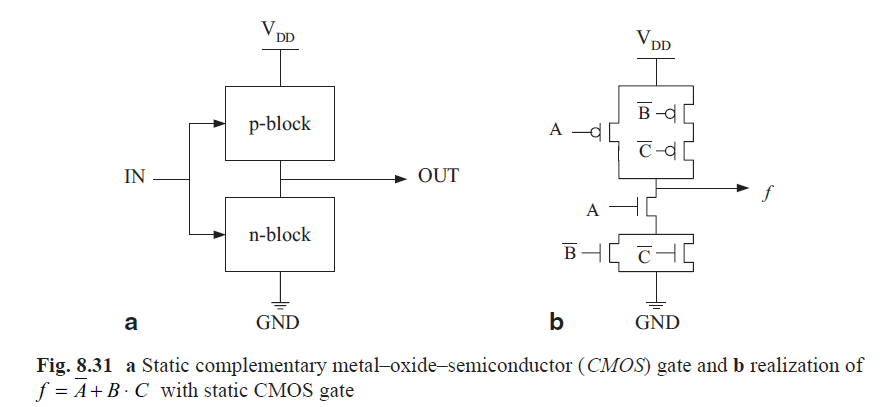 V_DD
p-block
IN
OUT
n-block
GND
a
V_DD
B̅
A
C̅
f
A
B̅
C̅
GND
b
Fig. 8.31 a Static complementary metal–oxide–semiconductor (CMOS) gate and b realization of
f = A̅ + B · C with static CMOS gate